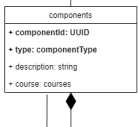 components
+ componentId: UUID
+ type: componentType
+ description: string
+ course: courses